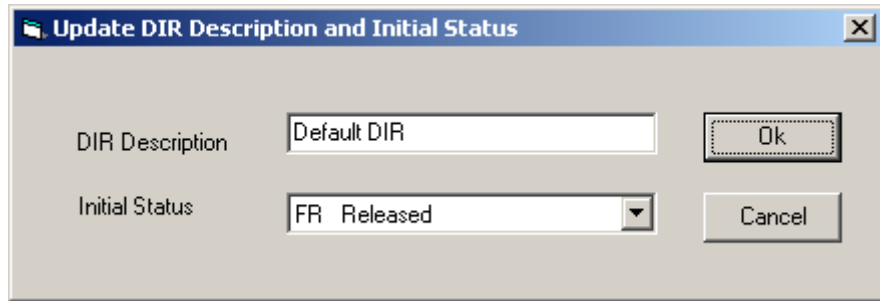 Update DIR Description and Initial Status
DIR Description
Default DIR
Ok
Initial Status
FR Released
Cancel